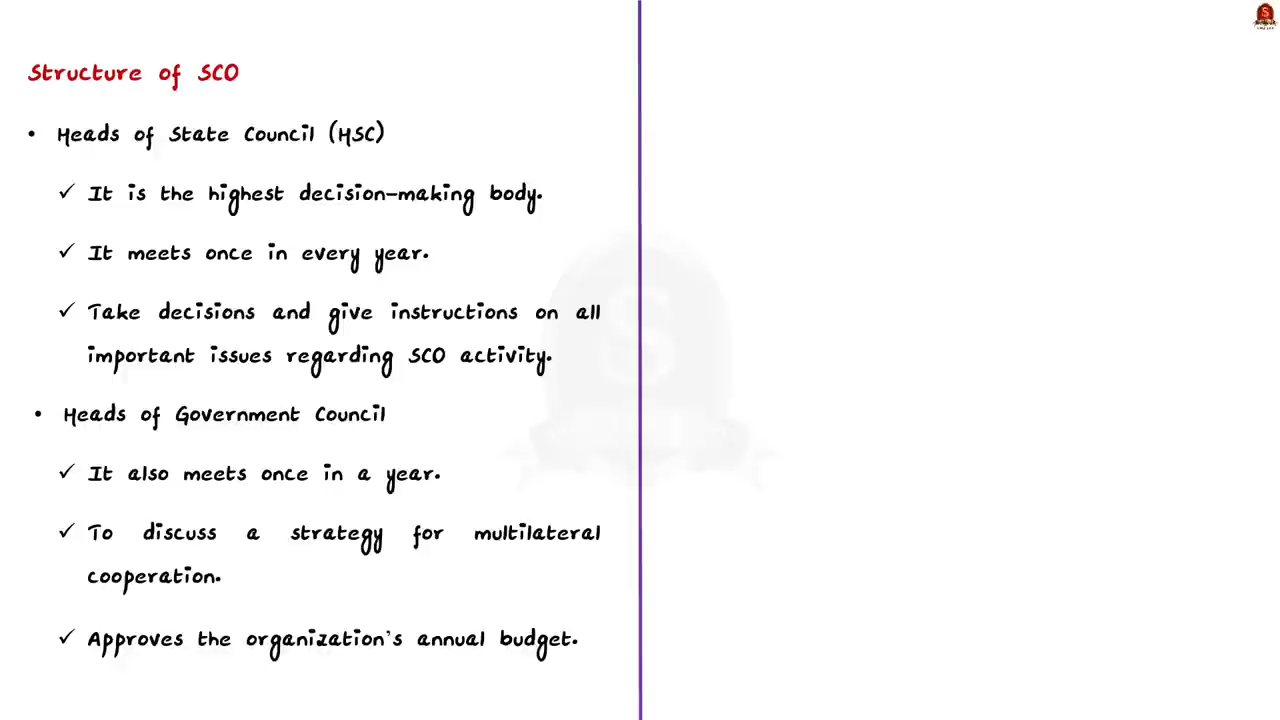 Structure of SCO
• Heads of State Council (HSC)
✓ It is the highest decision-making body.
✓ It meets once in every year.
✓ Take decisions and give instructions on all
important issues regarding SCO activity.
• Heads of Government Council
✓ It also meets once in a year.
✓ To discuss a strategy for multilateral
cooperation.
✓ Approves the organization's annual budget.